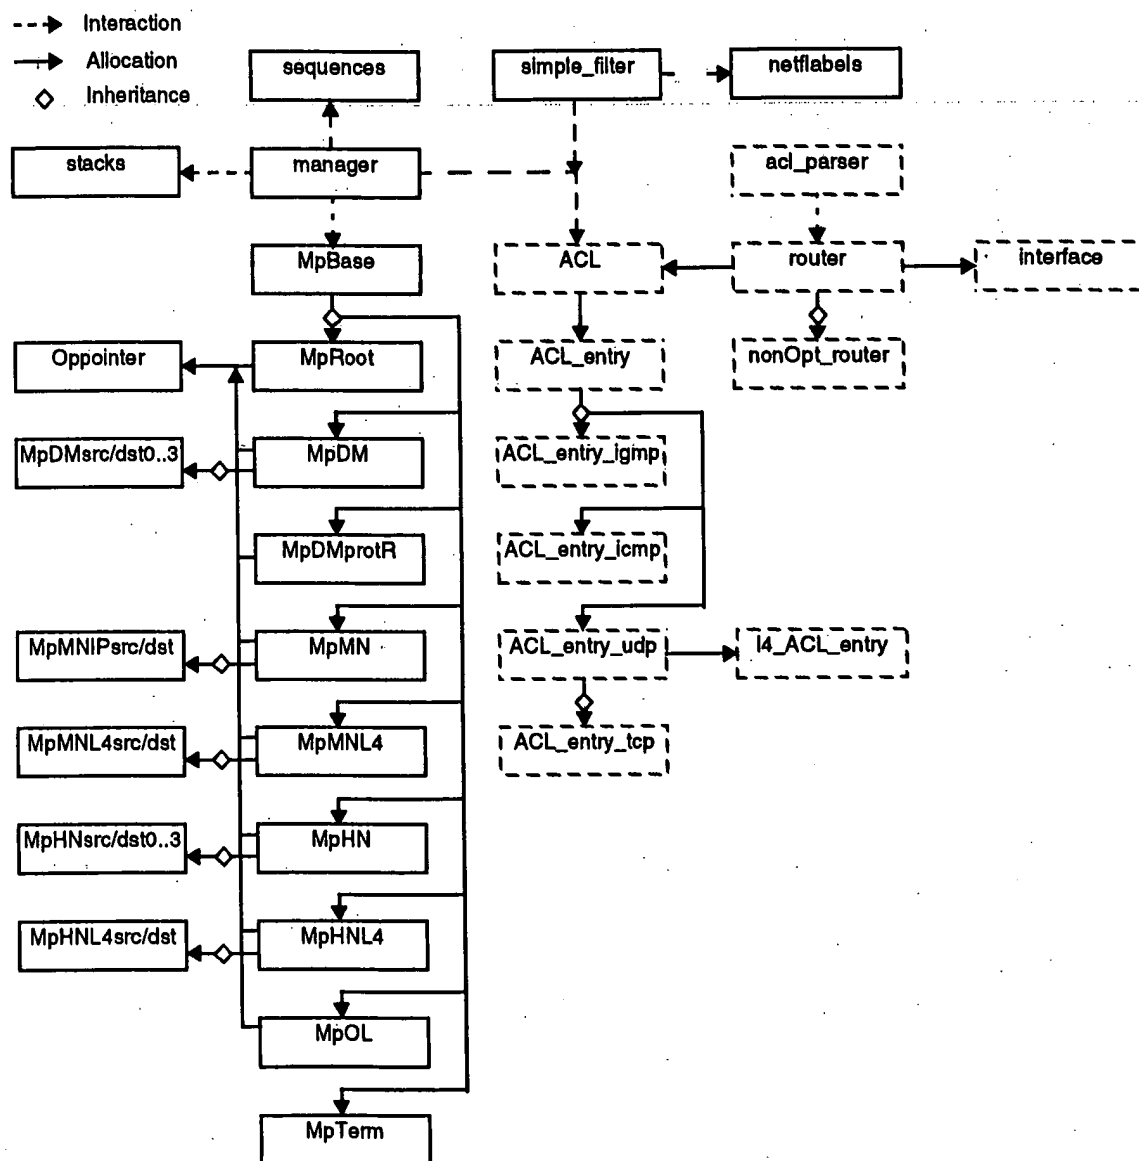 Interaction
Allocation
Inheritance
sequences
simple_filter
netflabels
stacks
manager
acl_parser
MpBase
ACL
router
interface
Oppointer
MpRoot
ACL_entry
nonOpt_router
MpDMsrc/dst0..3
MpDM
ACL_entry_igmp
MpDMprotR
ACL_entry_icmp
MpMNIPsrc/dst
MpMN
ACL_entry_udp
l4_ACL_entry
MpMNL4src/dst
MpMNL4
ACL_entry_tcp
MpHNsrc/dst0..3
MpHN
MpHNL4src/dst
MpHNL4
MpOL
MpTerm